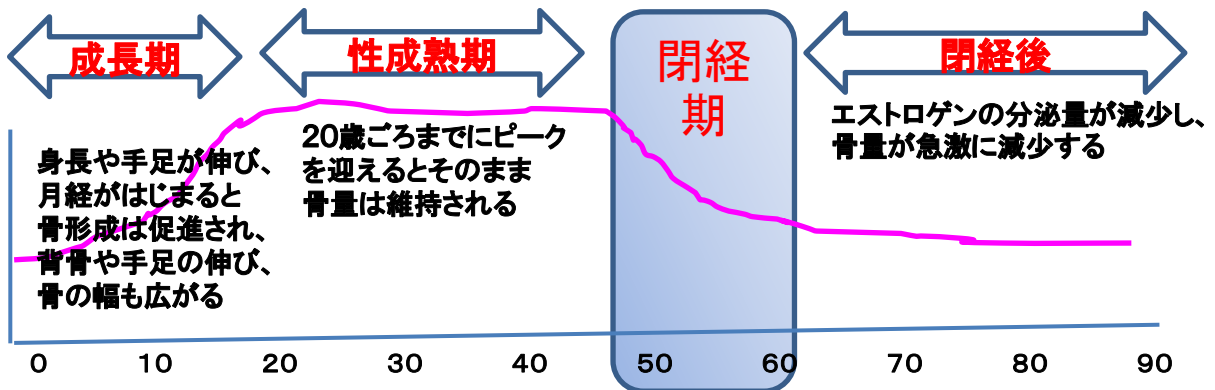 成長期
性成熟期
閉経
期
閉経後
身長や手足が伸び、
月経がはじまると
骨形成は促進され、
背骨や手足の伸び、
骨の幅も広がる
20歳ごろまでにピーク
を迎えるとそのまま
骨量は維持される
エストロゲンの分泌量が減少し、
骨量が急激に減少する
0 10 20 30 40 50 60 70 80 90